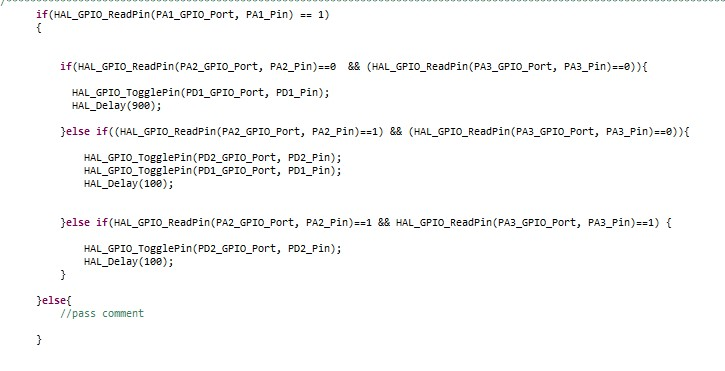 if(HAL_GPIO_ReadPin(PA1_GPIO_Port, PA1_Pin) == 1)
{
if(HAL_GPIO_ReadPin(PA2_GPIO_Port, PA2_Pin)==0  && (HAL_GPIO_ReadPin(PA3_GPIO_Port, PA3_Pin)==0)){
HAL_GPIO_TogglePin(PD1_GPIO_Port, PD1_Pin);
HAL_Delay(900);
}else if((HAL_GPIO_ReadPin(PA2_GPIO_Port, PA2_Pin)==1) && (HAL_GPIO_ReadPin(PA3_GPIO_Port, PA3_Pin)==0)){
HAL_GPIO_TogglePin(PD2_GPIO_Port, PD2_Pin);
HAL_GPIO_TogglePin(PD1_GPIO_Port, PD1_Pin);
HAL_Delay(100);
}else if(HAL_GPIO_ReadPin(PA2_GPIO_Port, PA2_Pin)==1 && HAL_GPIO_ReadPin(PA3_GPIO_Port, PA3_Pin)==1) {
HAL_GPIO_TogglePin(PD2_GPIO_Port, PD2_Pin);
HAL_Delay(100);
}
}else{
//pass comment
}